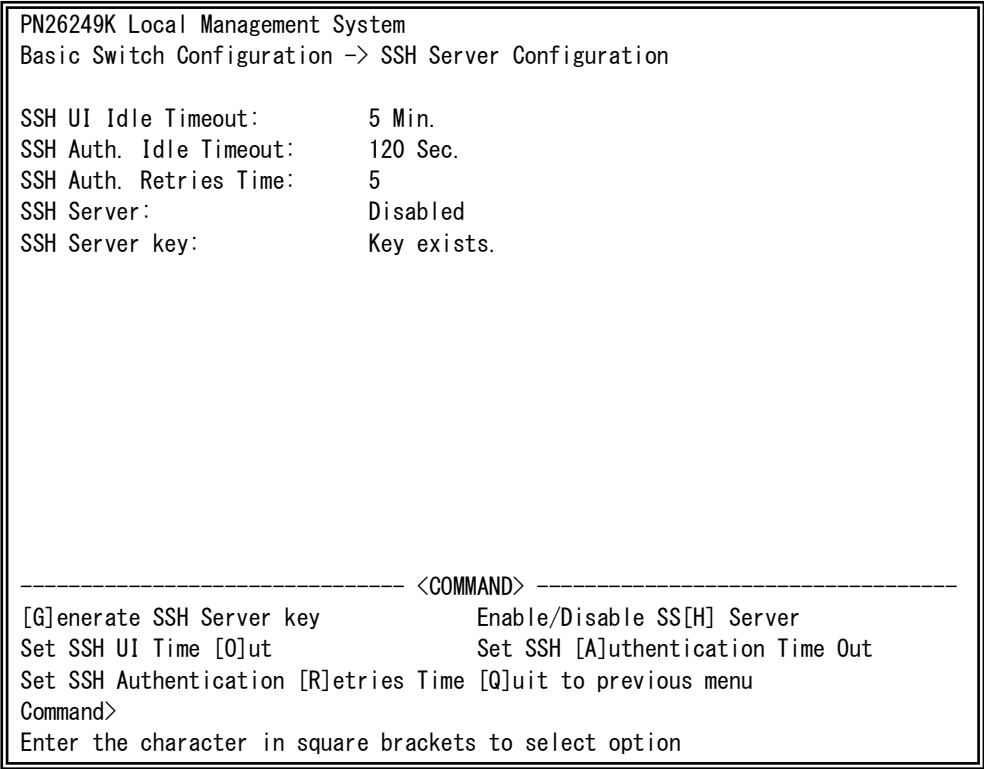 PN26249K Local Management System
Basic Switch Configuration -> SSH Server Configuration
SSH UI Idle Timeout: 5 Min.
SSH Auth. Idle Timeout: 120 Sec.
SSH Auth. Retries Time: 5
SSH Server: Disabled
SSH Server key: Key exists.
-------------------------------- <COMMAND> -----------------------------------
[G]enerate SSH Server key Enable/Disable SS[H] Server
Set SSH UI Time [O]ut Set SSH [A]uthentication Time Out
Set SSH Authentication [R]etries Time [Q]uit to previous menu
Command>
Enter the character in square brackets to select option